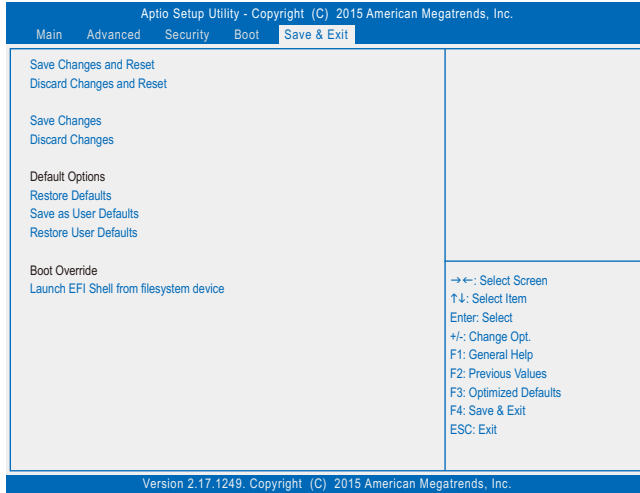 Aptio Setup Utility - Copyright (C) 2015 American Megatrends, Inc.
Main Advanced Security Boot Save & Exit
Save Changes and Reset
Discard Changes and Reset
Save Changes
Discard Changes
Default Options
Restore Defaults
Save as User Defaults
Restore User Defaults
Boot Override
Launch EFI Shell from filesystem device
→←: Select Screen
↑↓: Select Item
Enter: Select
+/-: Change Opt.
F1: General Help
F2: Previous Values
F3: Optimized Defaults
F4: Save & Exit
ESC: Exit
Version 2.17.1249. Copyright (C) 2015 American Megatrends, Inc.